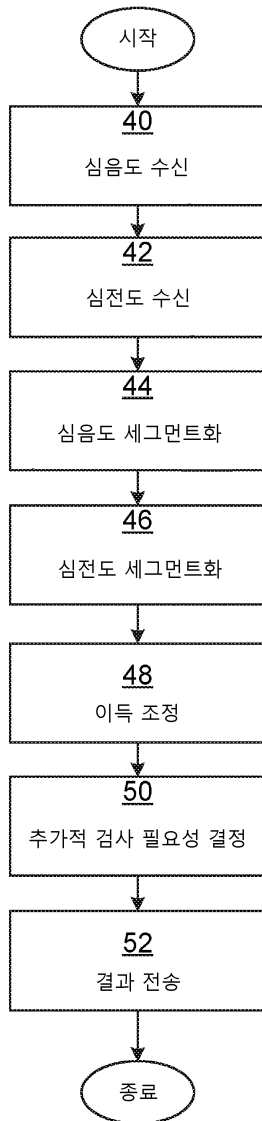 시작
40
심음도 수신
42
심전도 수신
44
심음도 세그먼트화
46
심전도 세그먼트화
48
이득 조정
50
추가적 검사 필요성 결정
52
결과 전송
종료